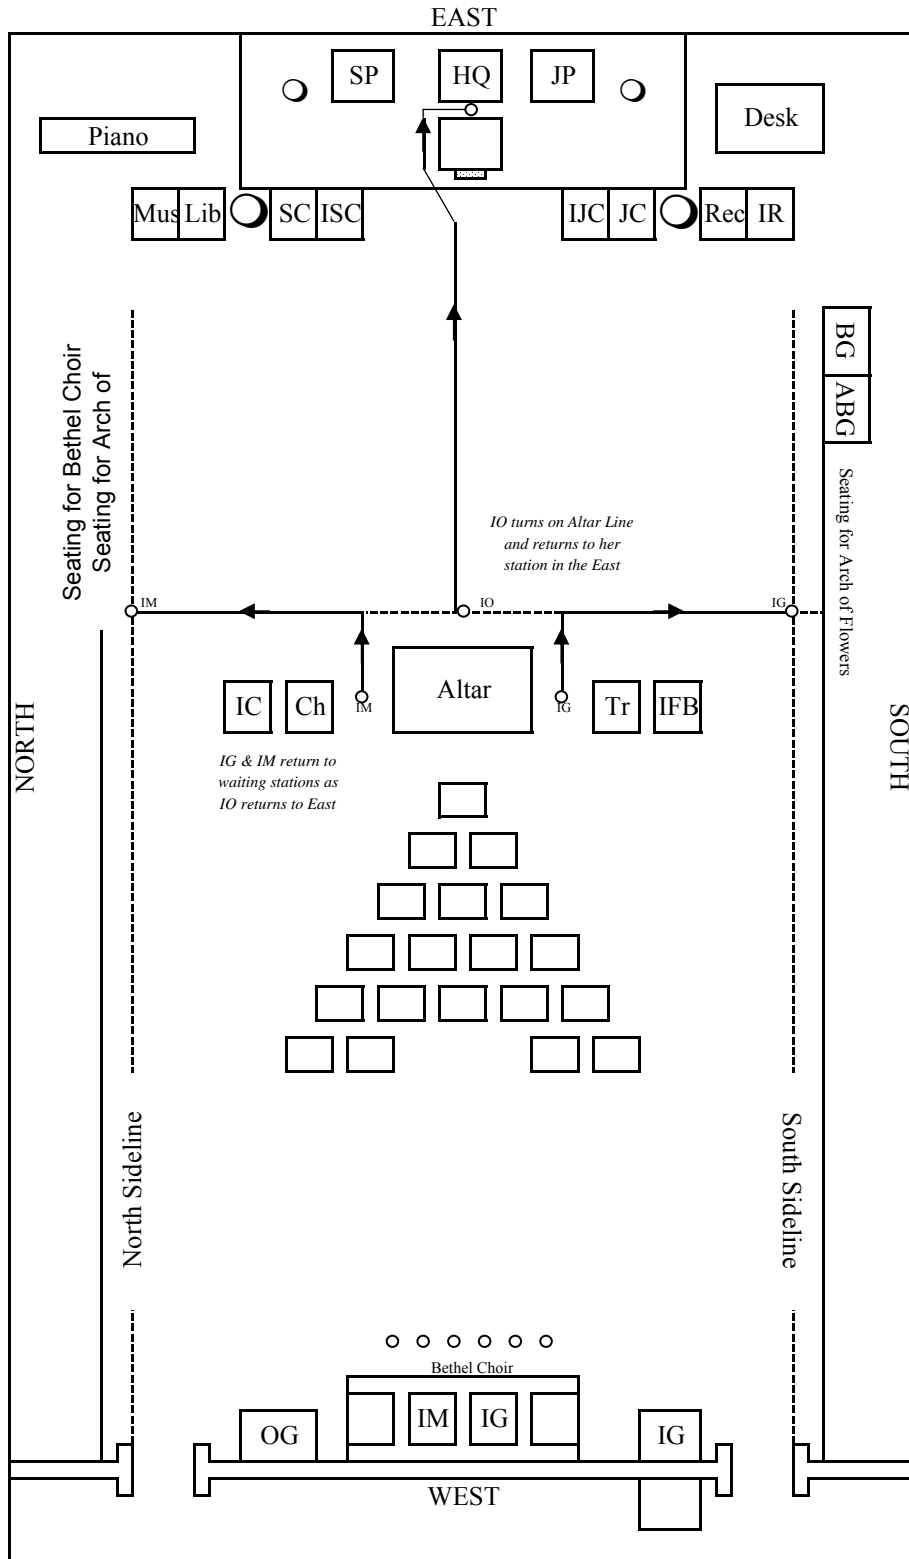 EAST
SP
HQ
JP
Piano
Desk
Mus
Lib
SC
ISC
IJC
JC
Rec
IR
BG
ABG
Seating for Bethel Choir
Seating for Arch of
Seating for Arch of Flowers
IO turns on Altar Line
and returns to her
station in the East
IM
IO
IG
IC
Ch
IM
Altar
IG
Tr
IFB
NORTH
SOUTH
IG & IM return to
waiting stations as
IO returns to East
North Sideline
South Sideline
Bethel Choir
OG
IM
IG
IG
WEST